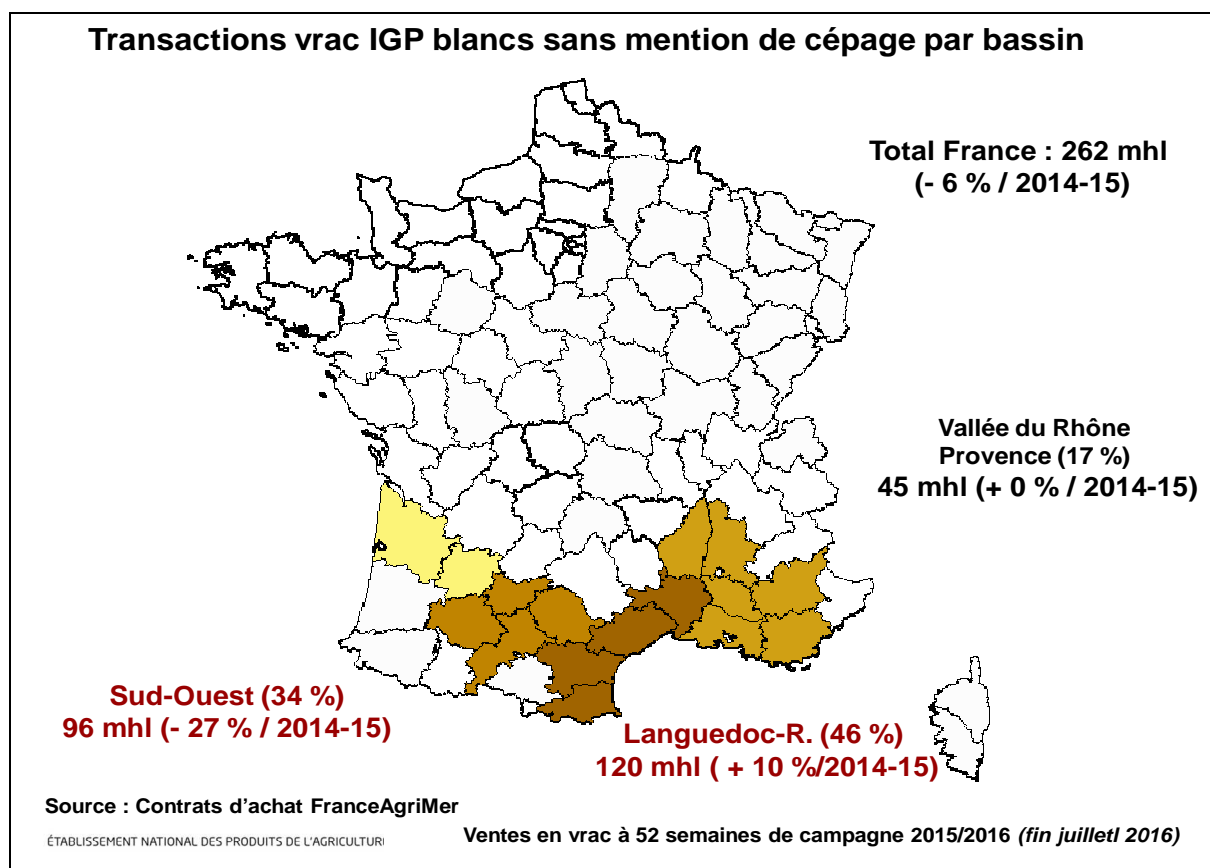 Transactions vrac IGP blancs sans mention de cépage par bassin
Total France : 262 mhl
(- 6 % / 2014-15)
Vallée du Rhône
Provence (17 %)
45 mhl (+ 0 % / 2014-15)
Sud-Ouest (34 %)
96 mhl (- 27 % / 2014-15)
Languedoc-R. (46 %)
120 mhl ( + 10 %/2014-15)
Source : Contrats d'achat FranceAgriMer
ÉTABLISSEMENT NATIONAL DES PRODUITS DE L'AGRICULTUR
Ventes en vrac à 52 semaines de campagne 2015/2016 (fin juilletl 2016)